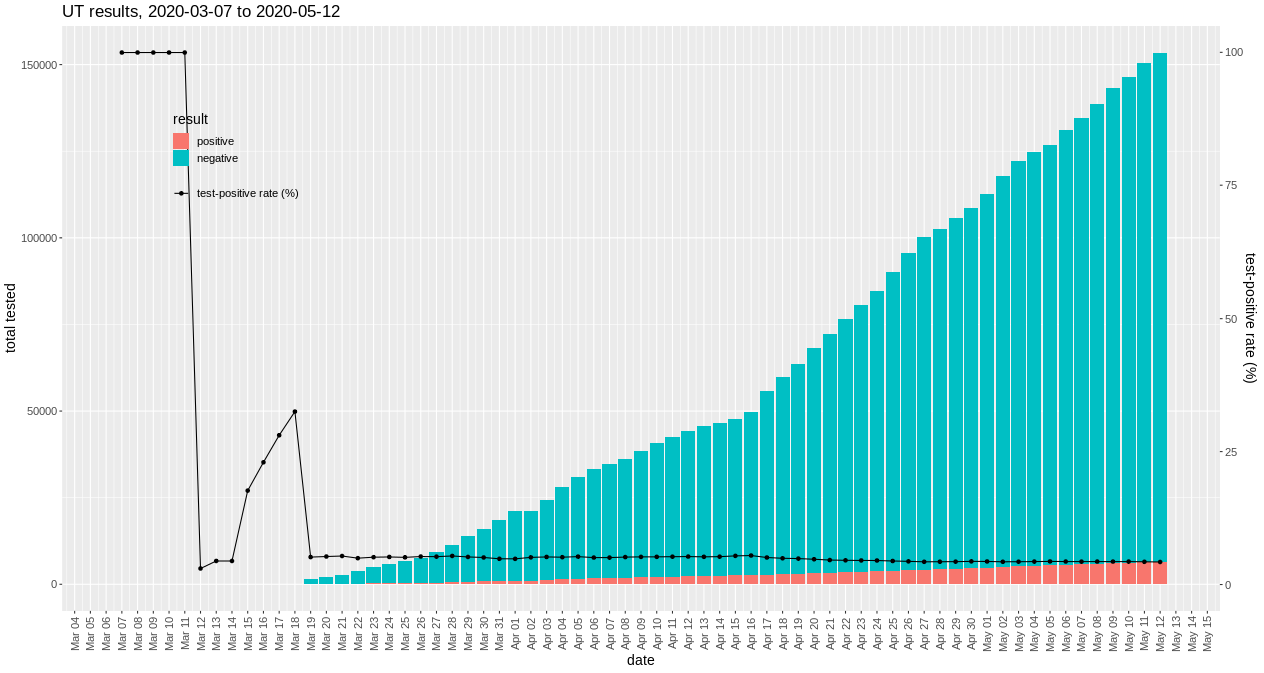 UT results, 2020-03-07 to 2020-05-12
total tested
150000
100000
50000
0
result
positive
negative
test-positive rate (%)
100
75
50
25
0
test-positive rate (%)
Mar 04
Mar 05
Mar 06
Mar 07
Mar 08
Mar 09
Mar 10
Mar 11
Mar 12
Mar 13
Mar 14
Mar 15
Mar 16
Mar 17
Mar 18
Mar 19
Mar 20
Mar 21
Mar 22
Mar 23
Mar 24
Mar 25
Mar 26
Mar 27
Mar 28
Mar 29
Mar 30
Mar 31
Apr 01
Apr 02
Apr 03
Apr 04
Apr 05
Apr 06
Apr 07
Apr 08
Apr 09
Apr 10
Apr 11
Apr 12
Apr 13
Apr 14
Apr 15
Apr 16
Apr 17
Apr 18
Apr 19
Apr 20
Apr 21
Apr 22
Apr 23
Apr 24
Apr 25
Apr 26
Apr 27
Apr 28
Apr 29
Apr 30
May 01
May 02
May 03
May 04
May 05
May 06
May 07
May 08
May 09
May 10
May 11
May 12
May 13
May 14
May 15
date